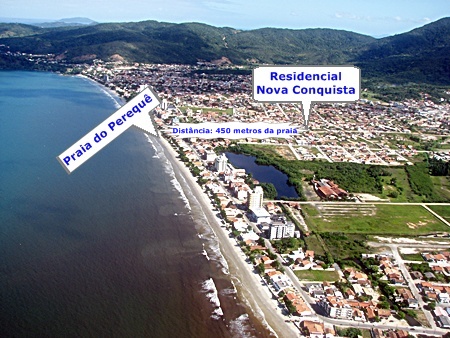 Residencial
Nova Conquista
Praia do Perequê
Distância: 450 metros da praia